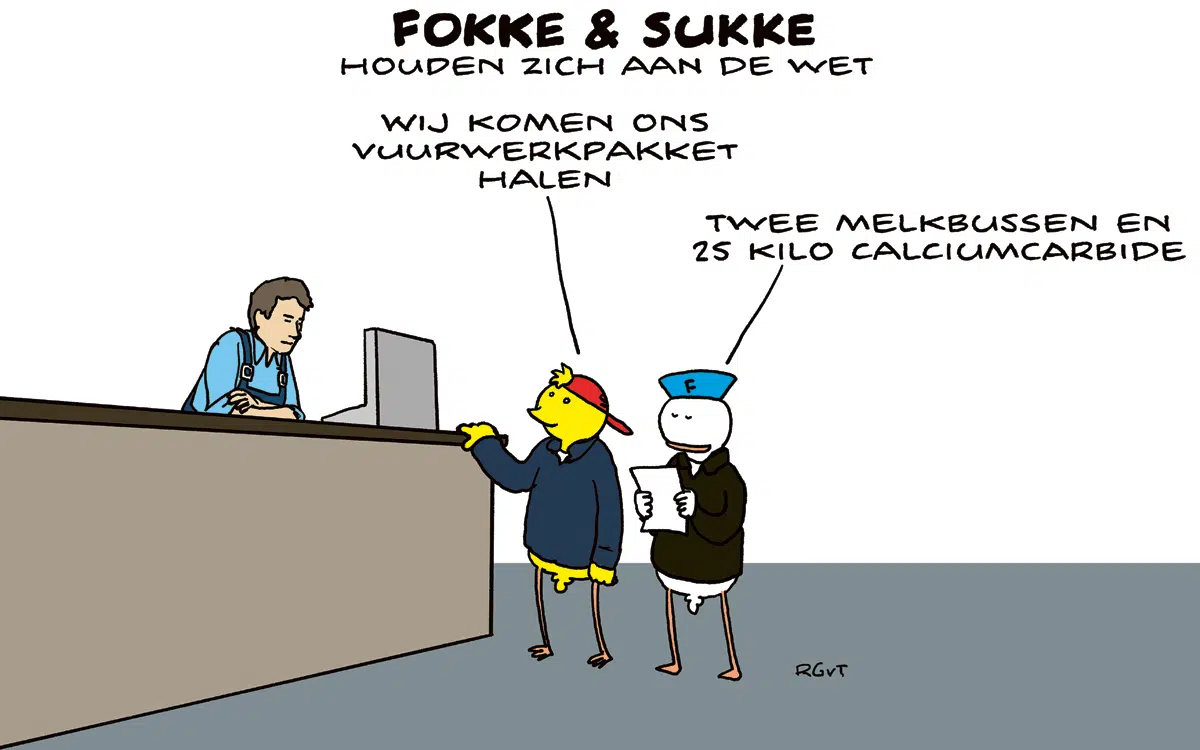 FOKKE & SUKKE
HOUDEN ZICH AAN DE WET
WIJ KOMEN ONS
VUURWERKPAKKET
HALEN
TWEE MELKBUSSEN EN
25 KILO CALCIUMCARBIDE
F
RGvT